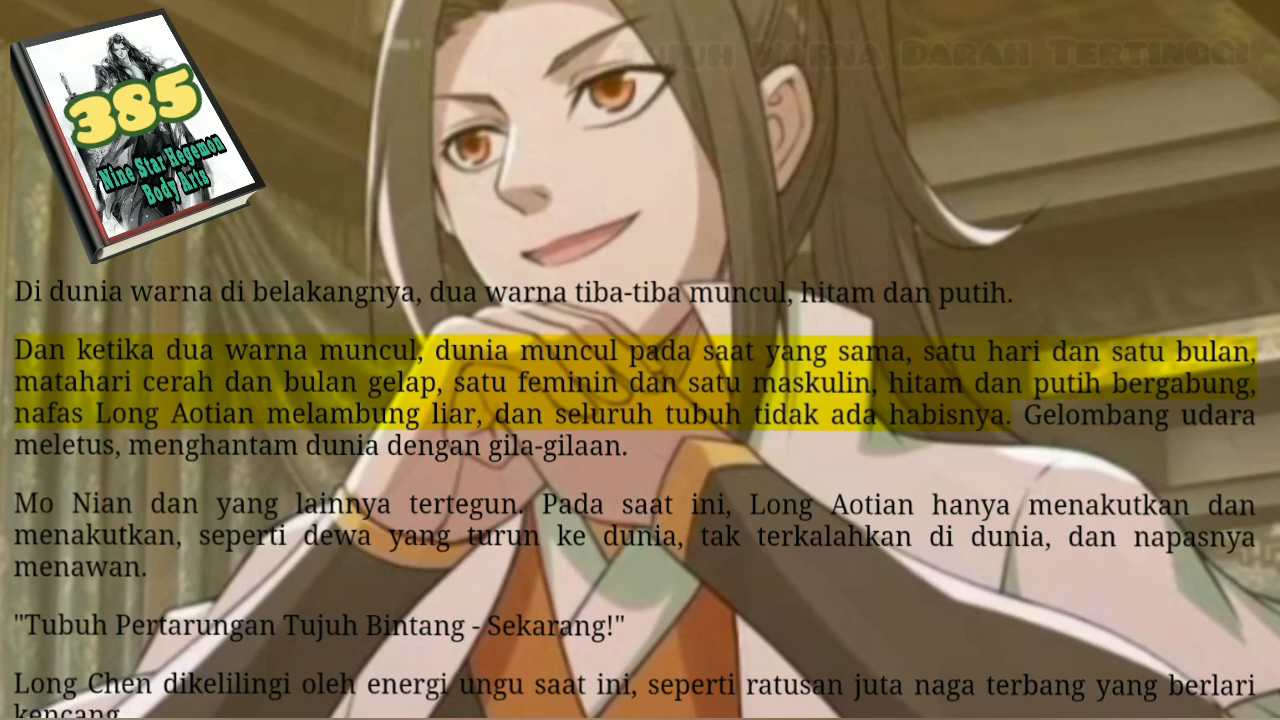 TUJUH WARNA DARAH TERTINGGI
385
Nine Star Hegemon
Body Arts
Di dunia warna di belakangnya, dua warna tiba-tiba muncul, hitam dan putih.
Dan ketika dua warna muncul, dunia muncul pada saat yang sama, satu hari dan satu bulan,
matahari cerah dan bulan gelap, satu feminin dan satu maskulin, hitam dan putih bergabung,
nafas Long Aotian melambung liar, dan seluruh tubuh tidak ada habisnya. Gelombang udara
meletus, menghantam dunia dengan gila-gilaan.
Mo Nian dan yang lainnya tertegun. Pada saat ini, Long Aotian hanya menakutkan dan
menakutkan, seperti dewa yang turun ke dunia, tak terkalahkan di dunia, dan napasnya
menawan.
"Tubuh Pertarungan Tujuh Bintang - Sekarang!"
Long Chen dikelilingi oleh energi ungu saat ini, seperti ratusan juta naga terbang yang berlari
kencang